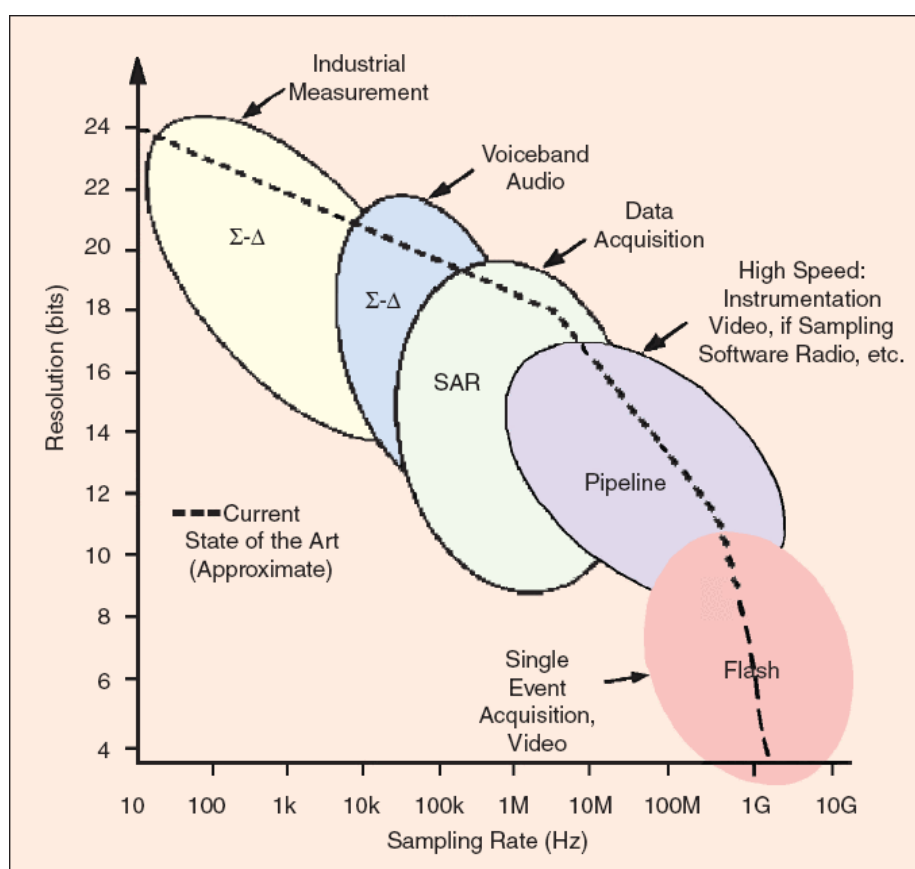 Industrial
Measurement
Voiceband
Audio
Data
Acquisition
High Speed:
Instrumentation
Video, if Sampling
Software Radio, etc.
24
22
20
18
16
14
12
10
8
6
4
Resolution (bits)
Σ-Δ
Σ-Δ
SAR
Pipeline
Flash
Current
State of the Art
(Approximate)
Single
Event
Acquisition,
Video
10 100 1k 10k 100k 1M 10M 100M 1G 10G
Sampling Rate (Hz)